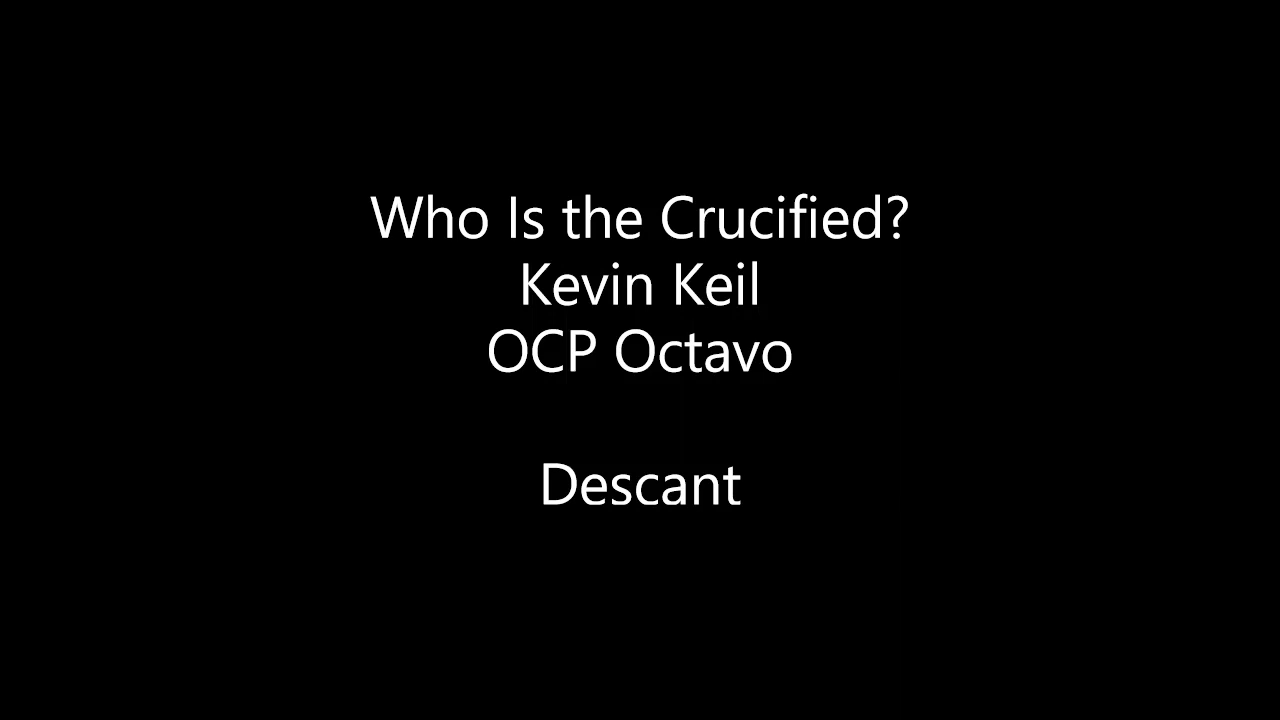 Who Is the Crucified?
Kevin Keil
OCP Octavo
Descant